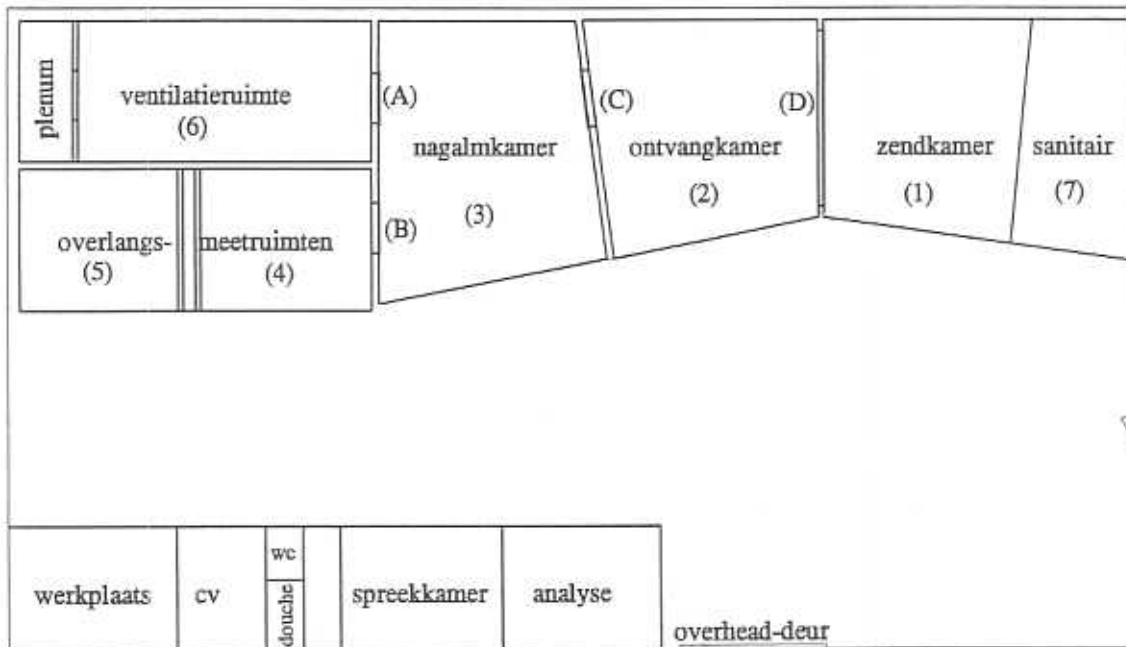 plenum
ventilatieruimte
(6)
(A)
nagalmkamer
(3)
(B)
(C)
ontvangkamer
(2)
(D)
zendkamer
(1)
sanitair
(7)
overlangs-
(5)
meetruimten
(4)
werkplaats
cv
wc
douche
spreekkamer
analyse
overhead-deur